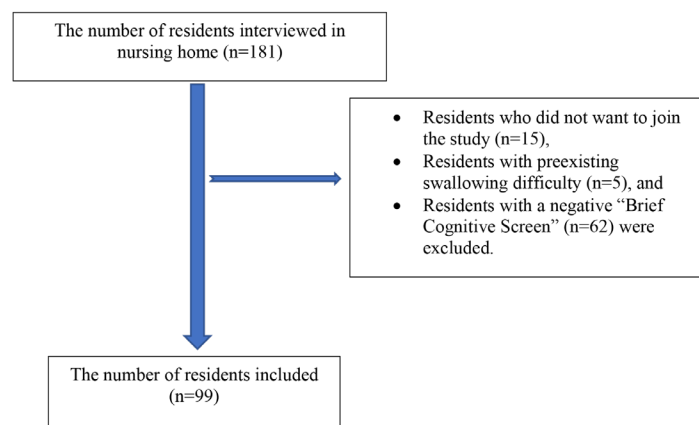 The number of residents interviewed in
nursing home (n=181)
• Residents who did not want to join
the study (n=15),
• Residents with preexisting
swallowing difficulty (n=5), and
• Residents with a negative “Brief
Cognitive Screen” (n=62) were
excluded.
The number of residents included
(n=99)